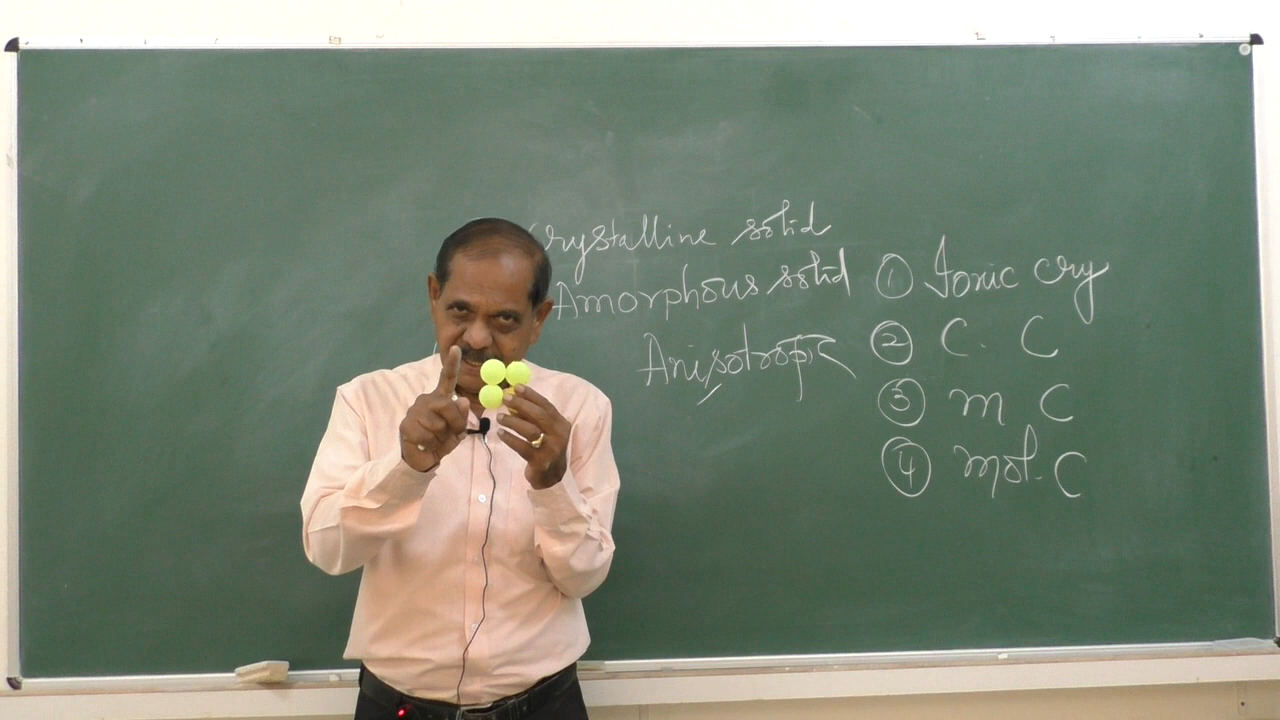 Crystalline solid
Amorphous solid
Anisotropic
① Ionic cry
② C. C
③ m C
④ mol. C